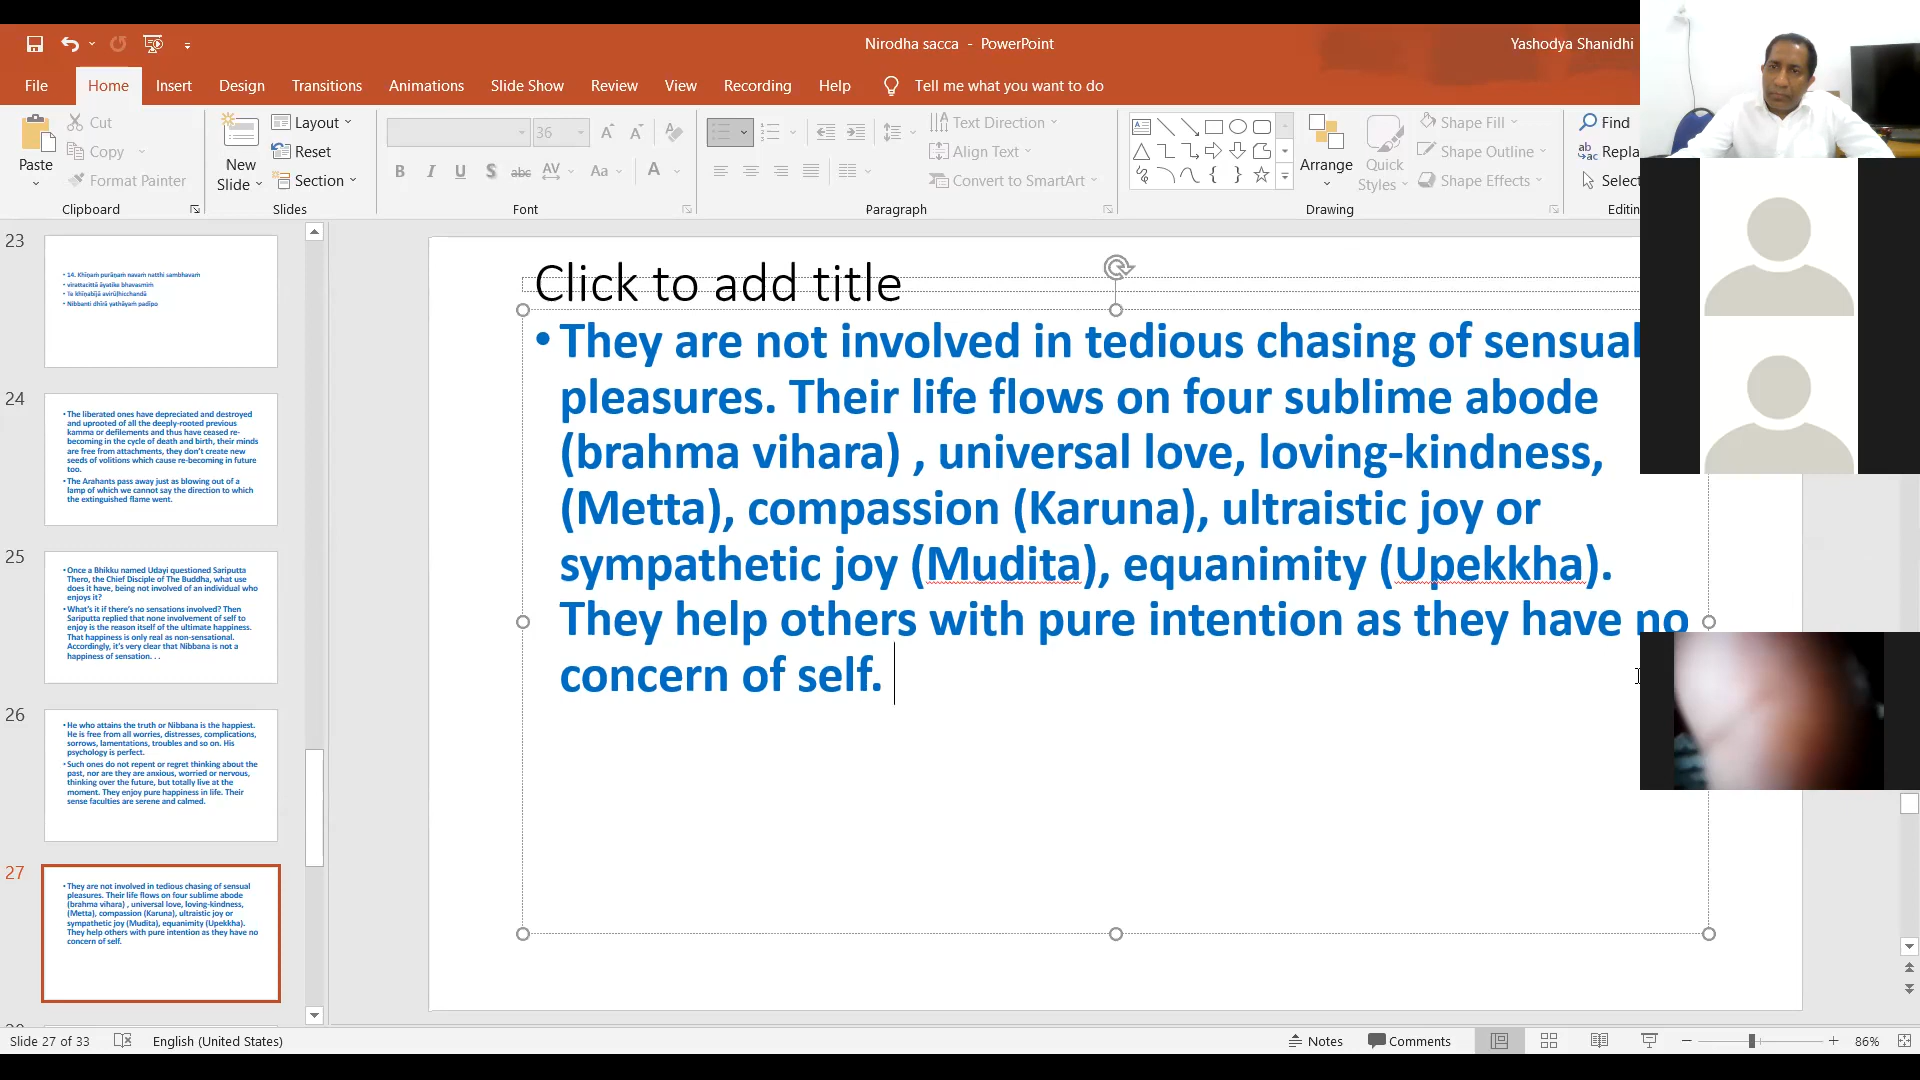 Nirodha sacca - PowerPoint
Yashodya Shanidhi
File Home Insert Design Transitions Animations Slide Show Review View Recording Help Tell me what you want to do
Paste
Cut
Copy
Format Painter
Clipboard
New
Slide
Layout
Reset
Section
Slides
36
B I U S abc AV Aa A
Font
Text Direction
Align Text
Convert to SmartArt
Paragraph
Arrange
Quick
Styles
Shape Fill
Shape Outline
Shape Effects
Drawing
Find
Repla
Select
Editin
23
• 14. Khīṇaṁ purāṇaṁ navaṁ natthi sambhavaṁ
• virattacittā āyatike bhavasmiṁ
• Ta khīṇabijā avirūḷhicchandā
• Nibbanti dhīrā yathāyaṁ padīpo
24
• The liberated ones have depreciated and destroyed
and uprooted of all the deeply-rooted previous
kamma or defilements and thus have ceased re-
becoming in the cycle of death and birth, their minds
are free from attachments, they don't create new
seeds of volitions which cause re-becoming in future
too.
• The Arahants pass away just as blowing out of a
lamp of which we cannot say the direction to which
the extinguished flame went.
25
• Once a Bhikku named Udayi questioned Sariputta
Thero, the Chief Disciple of The Buddha, what use
does it have, being not involved of an individual who
enjoys it?
• What's it if there's no sensations involved? Then
Sariputta replied that none involvement of self to
enjoy is the reason itself of the ultimate happiness.
That happiness is only real as non-sensational.
Accordingly, it's very clear that Nibbana is not a
happiness of sensation. . .
26
• He who attains the truth or Nibbana is the happiest.
He is free from all worries, distresses, complications,
sorrows, lamentations, troubles and so on. His
psychology is perfect.
• Such ones do not repent or regret thinking about the
past, nor are they are anxious, worried or nervous,
thinking over the future, but totally live at the
moment. They enjoy pure happiness in life. Their
sense faculties are serene and calmed.
27
• They are not involved in tedious chasing of sensual
pleasures. Their life flows on four sublime abode
(brahma vihara) , universal love, loving-kindness,
(Metta), compassion (Karuna), ultraistic joy or
sympathetic joy (Mudita), equanimity (Upekkha).
They help others with pure intention as they have no
concern of self.
Click to add title
• They are not involved in tedious chasing of sensual
pleasures. Their life flows on four sublime abode
(brahma vihara) , universal love, loving-kindness,
(Metta), compassion (Karuna), ultraistic joy or
sympathetic joy (Mudita), equanimity (Upekkha).
They help others with pure intention as they have no
concern of self.
Slide 27 of 33 English (United States) Notes Comments 86%